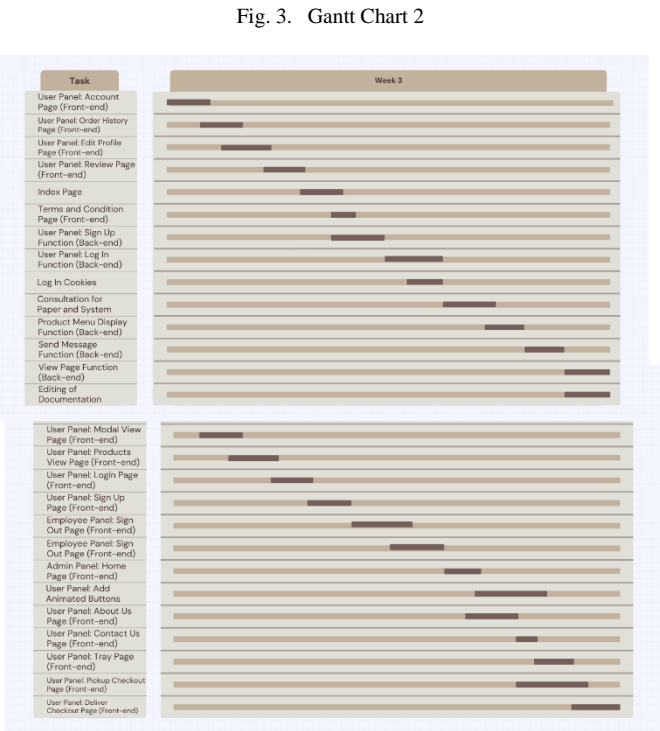 Fig. 3. Gantt Chart 2
Task
Week 3
User Panel: Account
Page (Front-end)
User Panel: Order History
Page (Front-end)
User Panel: Edit Profile
Page (Front-end)
User Panel: Review Page
(Front-end)
Index Page
Terms and Condition
Page (Front-end)
User Panel: Sign Up
Function (Back-end)
User Panel: Log In
Function (Back-end)
Log In Cookies
Consultation for
Paper and System
Product Menu Display
Function (Back-end)
Send Message
Function (Back-end)
View Page Function
(Back-end)
Editing of
Documentation
User Panel: Modal View
Page (Front-end)
User Panel: Products
View Page (Front-end)
User Panel: Login Page
(Front-end)
User Panel: Sign Up
Page (Front-end)
Employee Panel: Sign
Out Page (Front-end)
Employee Panel: Sign
Out Page (Front-end)
Admin Panel: Home
Page (Front-end)
User Panel: Add
Animated Buttons
User Panel: About Us
Page (Front-end)
User Panel: Contact Us
Page (Front-end)
User Panel: Tray Page
(Front-end)
User Panel: Pickup Checkout
Page (Front-end)
User Panel: Deliver
Checkout Page (Front-end)